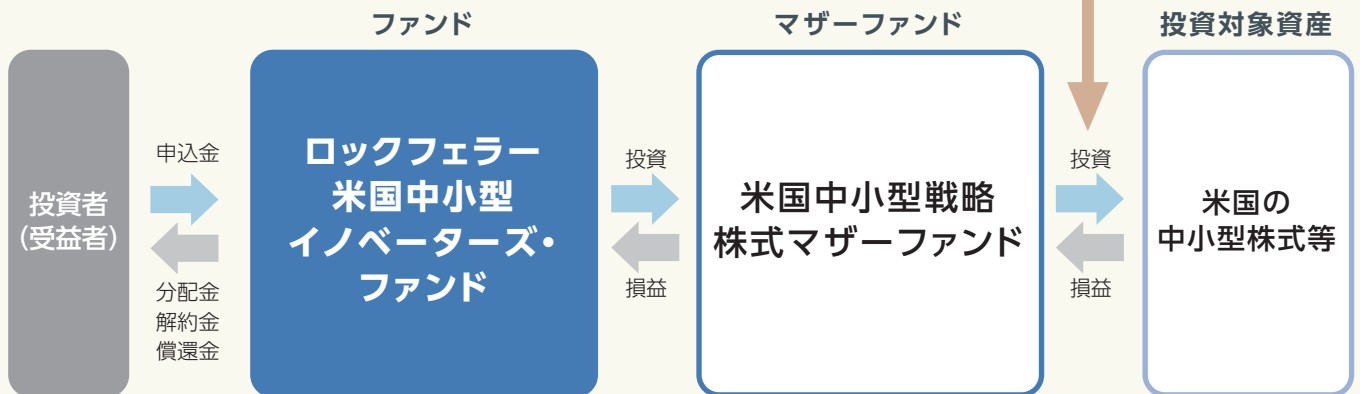 ファンド
マザーファンド
投資対象資産
投資者
（受益者）
申込金
分配金
解約金
償還金
ロックフェラー
米国中小型
イノベーターズ・
ファンド
投資
損益
米国中小型戦略
株式マザーファンド
投資
損益
米国の
中小型株式等